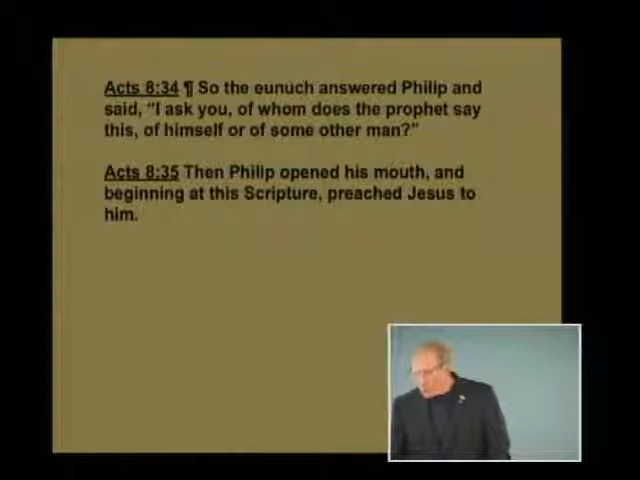 Acts 8:34 ¶ So the eunuch answered Philip and
said, "I ask you, of whom does the prophet say
this, of himself or of some other man?"
Acts 8:35 Then Philip opened his mouth, and
beginning at this Scripture, preached Jesus to
him.